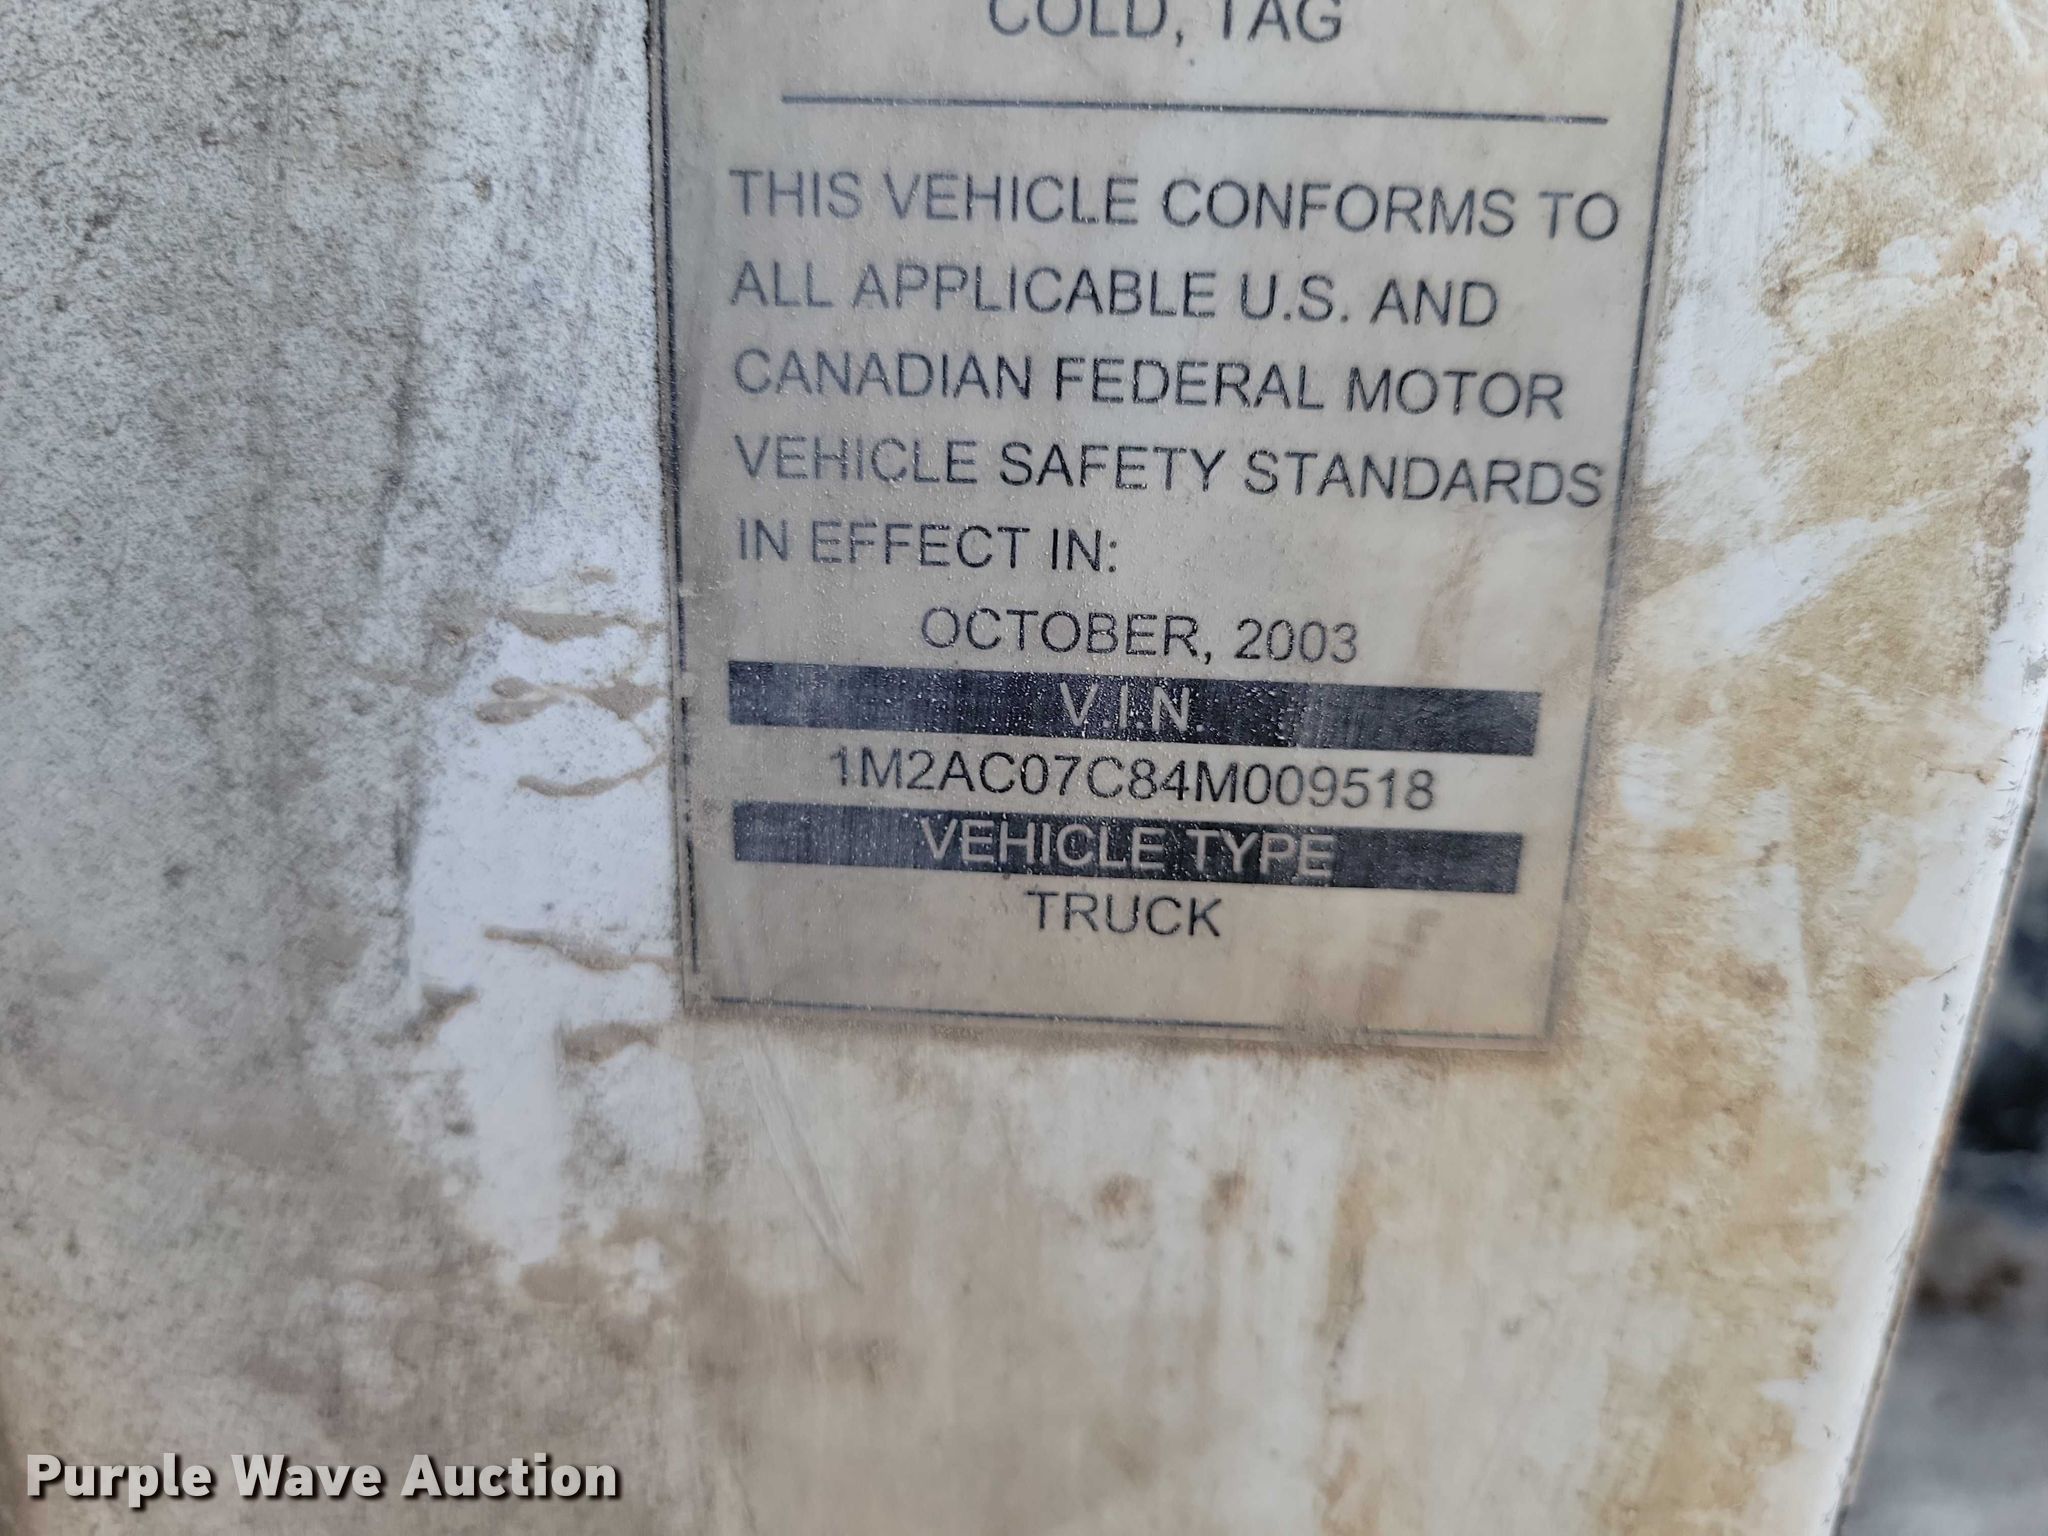 COLD, TAG
THIS VEHICLE CONFORMS TO
ALL APPLICABLE U.S. AND
CANADIAN FEDERAL MOTOR
VEHICLE SAFETY STANDARDS
IN EFFECT IN:
OCTOBER, 2003
V.I.N.
1M2AC07C84M009518
VEHICLE TYPE
TRUCK
Purple Wave Auction